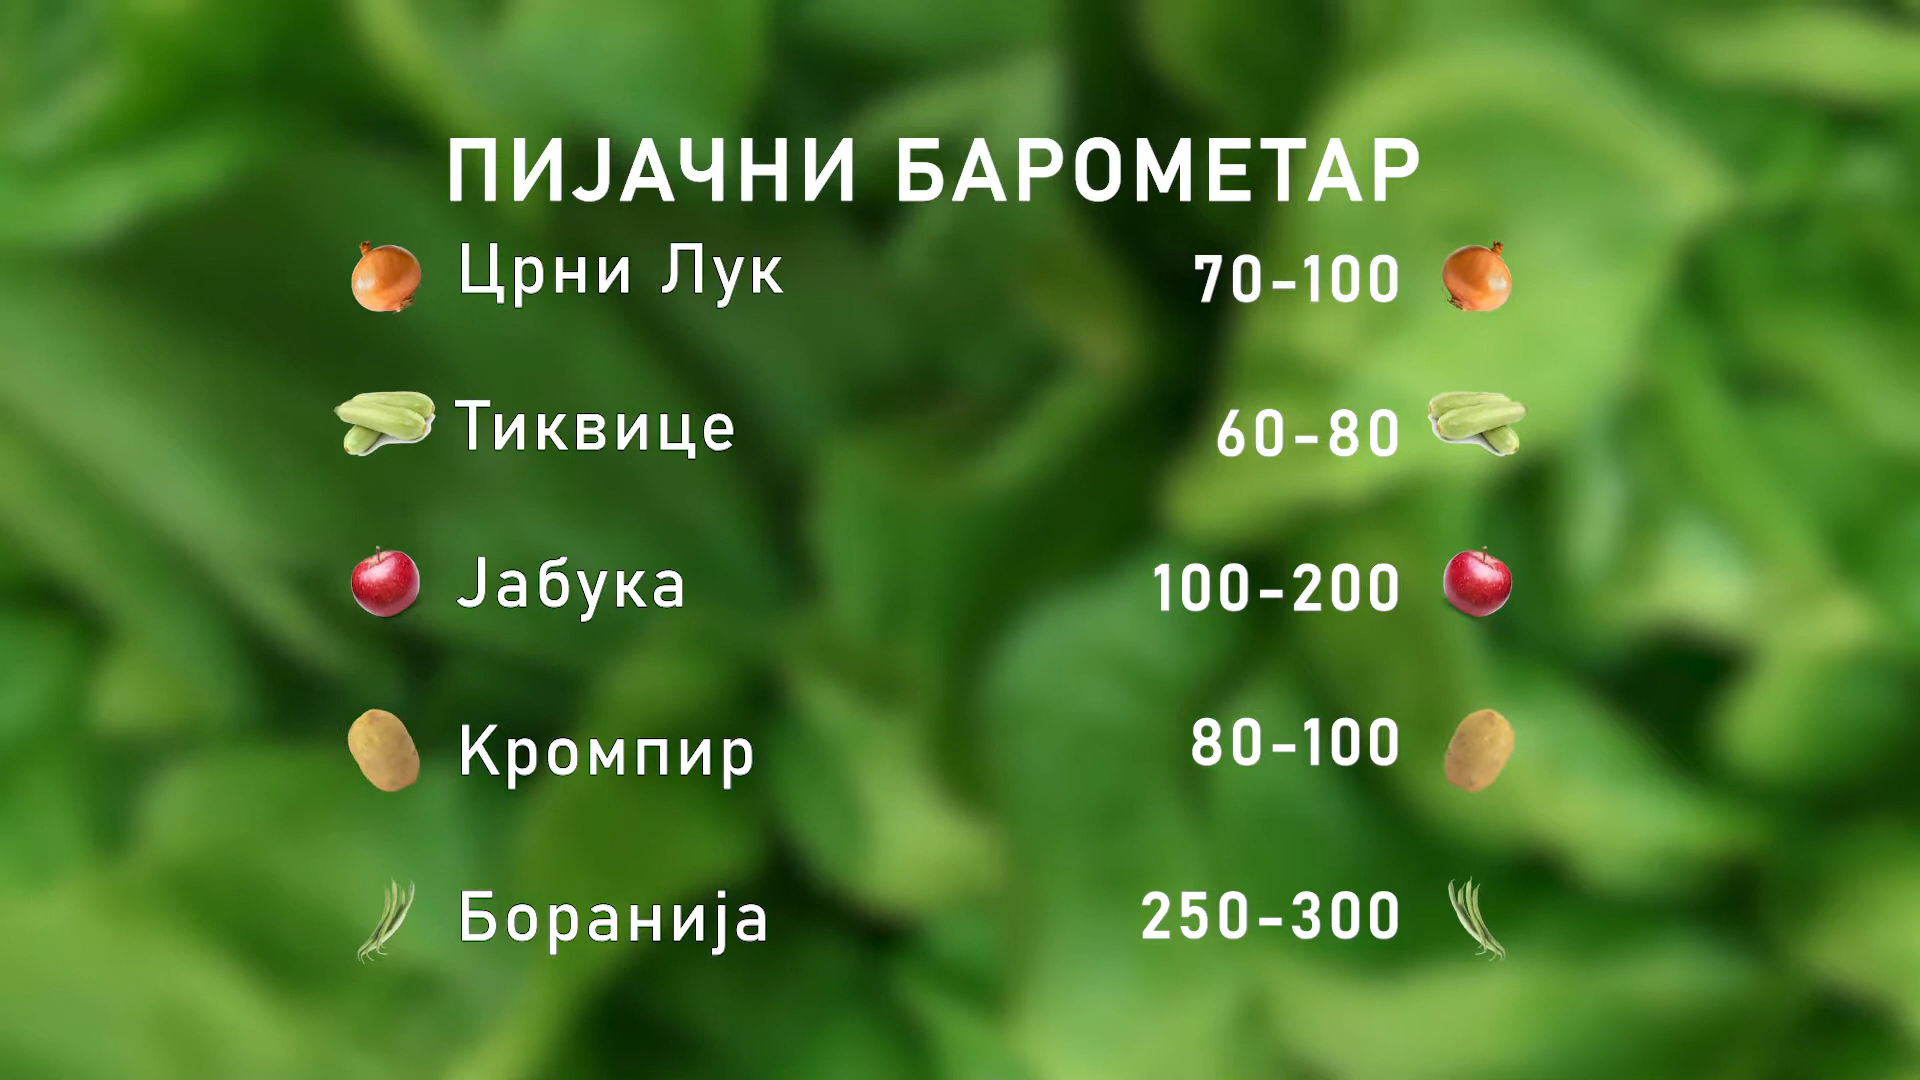 ПИЈАЧНИ БАРОМЕТАР
Црни Лук 70-100
Тиквице 60-80
Јабука 100-200
Кромпир 80-100
Боранија 250-300